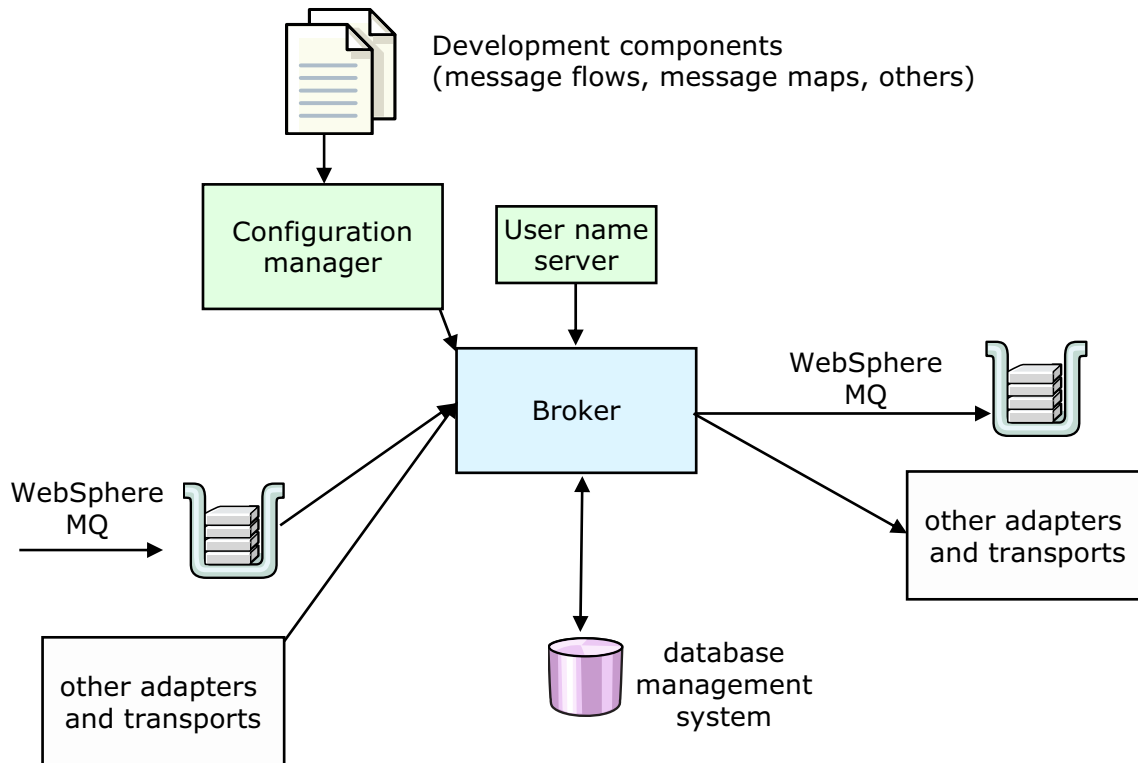 Development components
(message flows, message maps, others)
Configuration
manager
User name
server
Broker
WebSphere
MQ
WebSphere
MQ
other adapters
and transports
other adapters
and transports
database
management
system